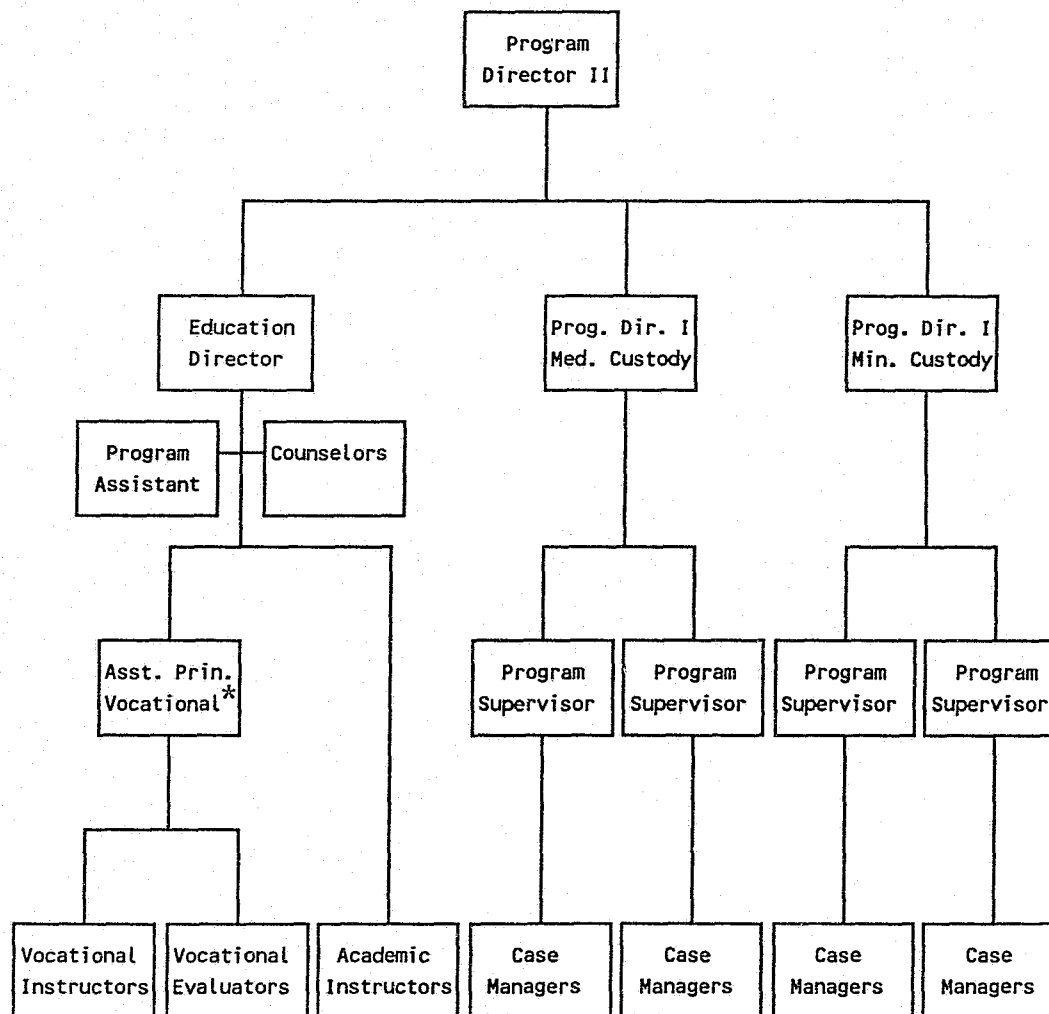 Program
Director II
Education
Director
Prog. Dir. I
Med. Custody
Prog. Dir. I
Min. Custody
Program
Assistant
Counselors
Asst. Prin.
Vocational*
Program
Supervisor
Program
Supervisor
Program
Supervisor
Program
Supervisor
Vocational
Instructors
Vocational
Evaluators
Academic
Instructors
Case
Managers
Case
Managers
Case
Managers
Case
Managers